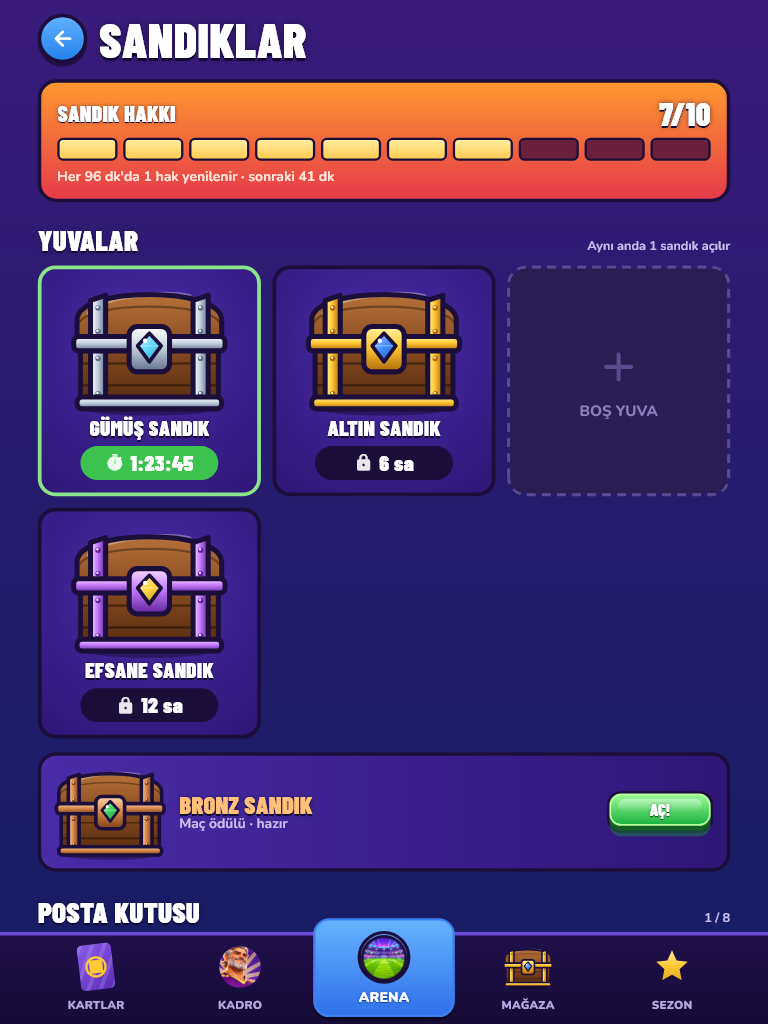 SANDIKLAR
SANDIK HAKKI
7/10
Her 96 dk'da 1 hak yenilenir · sonraki 41 dk
YUVALAR
Aynı anda 1 sandık açılır
GÜMÜŞ SANDIK
1:23:45
ALTIN SANDIK
6 sa
BOŞ YUVA
EFSANE SANDIK
12 sa
BRONZ SANDIK
Maç ödülü · hazır
AÇ!
POSTA KUTUSU
1 / 8
KARTLAR
KADRO
ARENA
MAĞAZA
SEZON